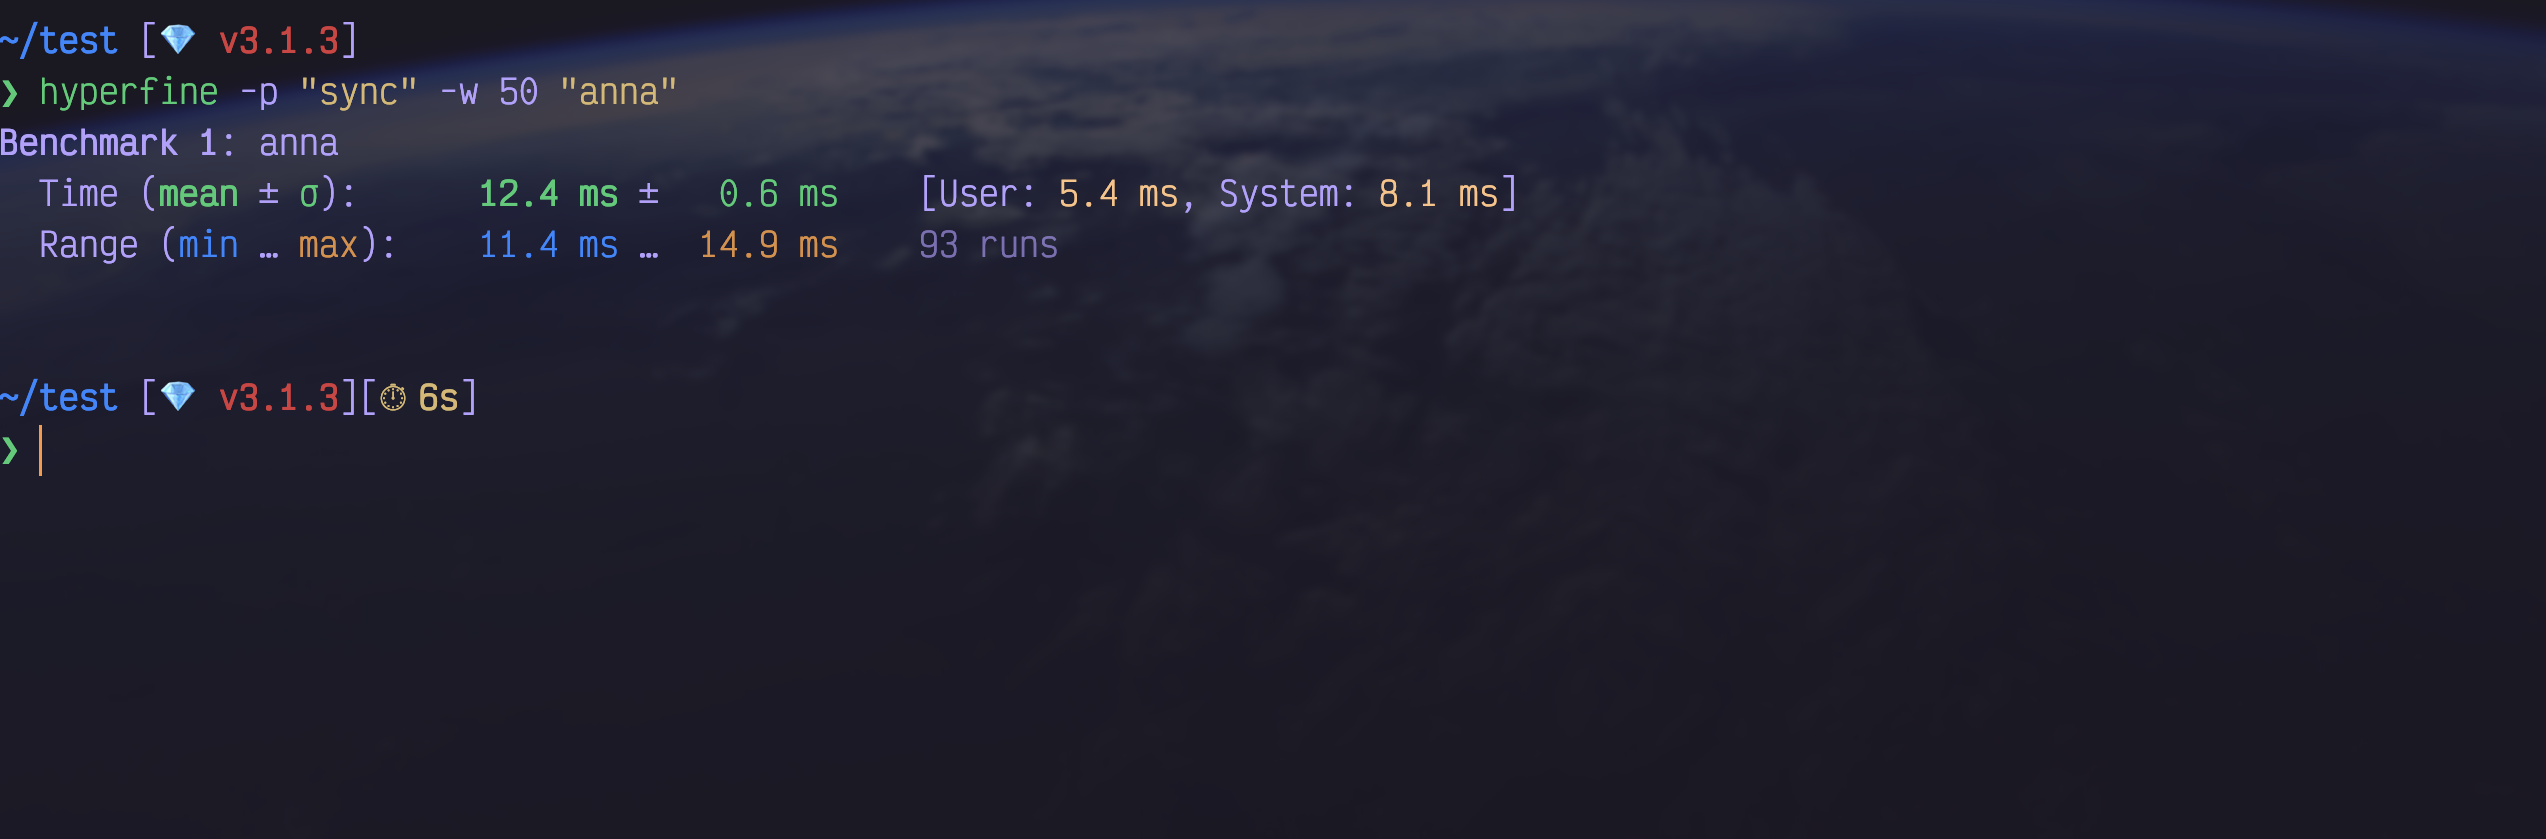 ~/test [💎 v3.1.3]
❯ hyperfine -p "sync" -w 50 "anna"
Benchmark 1: anna
  Time (mean ± σ):      12.4 ms ±   0.6 ms    [User: 5.4 ms, System: 8.1 ms]
  Range (min … max):    11.4 ms …  14.9 ms    93 runs
~/test [💎 v3.1.3][⏱ 6s]
❯